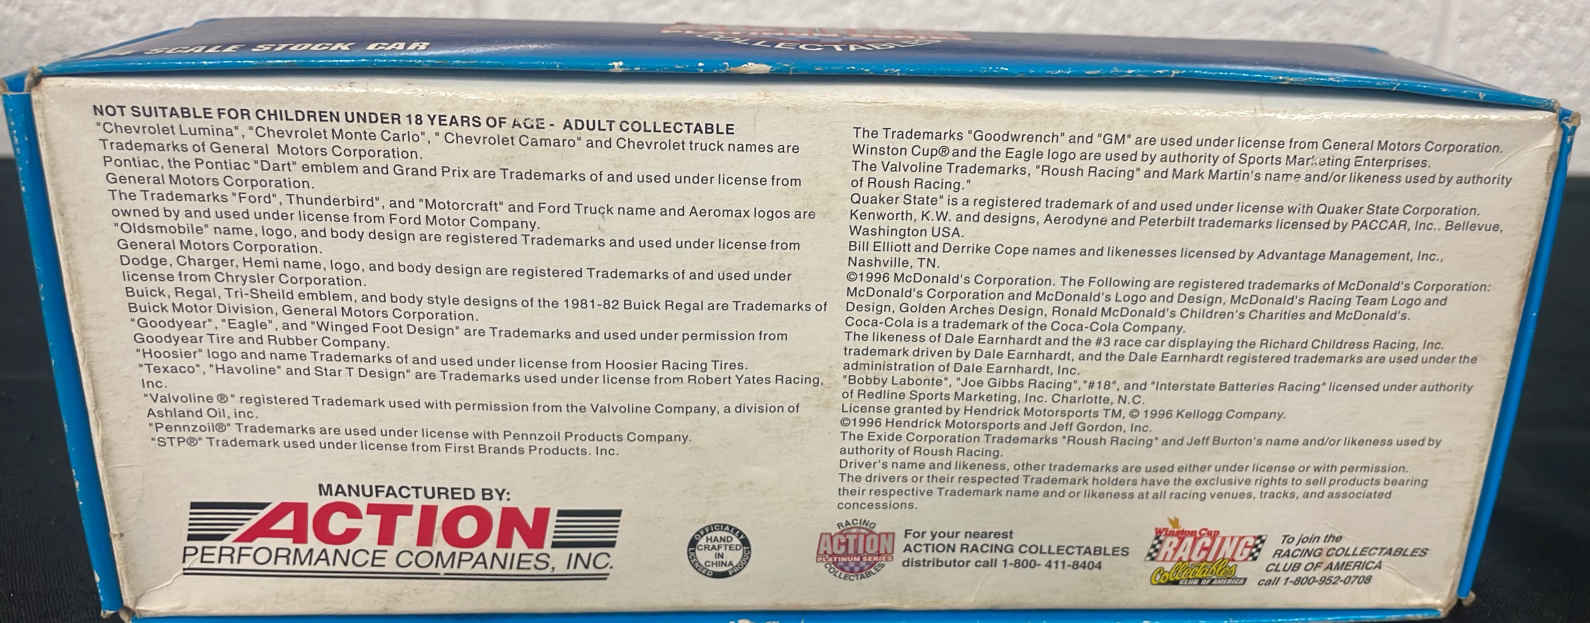 SCALE STOCK CAR
COLLECTABLES
NOT SUITABLE FOR CHILDREN UNDER 18 YEARS OF AGE - ADULT COLLECTABLE
"Chevrolet Lumina", "Chevrolet Monte Carlo", " Chevrolet Camaro" and Chevrolet truck names are
Trademarks of General Motors Corporation.
Pontiac, the Pontiac "Dart" emblem and Grand Prix are Trademarks of and used under license from
General Motors Corporation.
The Trademarks "Ford", Thunderbird", and "Motorcraft" and Ford Truck name and Aeromax logos are
owned by and used under license from Ford Motor Company.
"Oldsmobile" name, logo, and body design are registered Trademarks and used under license from
General Motors Corporation.
Dodge, Charger, Hemi name, logo, and body design are registered Trademarks of and used under
license from Chrysler Corporation.
Buick, Regal, Tri-Sheild emblem, and body style designs of the 1981-82 Buick Regal are Trademarks of
Buick Motor Division, General Motors Corporation.
"Goodyear", "Eagle", and "Winged Foot Design" are Trademarks and used under permission from
Goodyear Tire and Rubber Company.
"Hoosier" logo and name Trademarks of and used under license from Hoosier Racing Tires.
"Texaco", "Havoline" and Star T Design" are Trademarks used under license from Robert Yates Racing,
Inc.
"Valvoline ®" registered Trademark used with permission from the Valvoline Company, a division of
Ashland Oil, inc.
"Pennzoil®" Trademarks are used under license with Pennzoil Products Company.
"STP®" Trademark used under license from First Brands Products. Inc.
MANUFACTURED BY:
ACTION
PERFORMANCE COMPANIES, INC.
OFFICIALLY LICENSED PRODUCT
HAND
CRAFTED
IN
CHINA
The Trademarks "Goodwrench" and "GM" are used under license from General Motors Corporation.
Winston Cup® and the Eagle logo are used by authority of Sports Marketing Enterprises.
The Valvoline Trademarks, "Roush Racing" and Mark Martin's name and/or likeness used by authority
of Roush Racing."
Quaker State" is a registered trademark of and used under license with Quaker State Corporation.
Kenworth, K.W. and designs, Aerodyne and Peterbilt trademarks licensed by PACCAR, Inc.. Bellevue,
Washington USA.
Bill Elliott and Derrike Cope names and likenesses licensed by Advantage Management, Inc.,
Nashville, TN.
©1996 McDonald's Corporation. The Following are registered trademarks of McDonald's Corporation:
McDonald's Corporation and McDonald's Logo and Design, McDonald's Racing Team Logo and
Design, Golden Arches Design, Ronald McDonald's Children's Charities and McDonald's.
Coca-Cola is a trademark of the Coca-Cola Company.
The likeness of Dale Earnhardt and the #3 race car displaying the Richard Childress Racing, Inc.
trademark driven by Dale Earnhardt, and the Dale Earnhardt registered trademarks are used under the
administration of Dale Earnhardt, Inc.
"Bobby Labonte", "Joe Gibbs Racing","#18", and "Interstate Batteries Racing" licensed under authority
of Redline Sports Marketing, Inc. Charlotte, N.C.
License granted by Hendrick Motorsports TM, © 1996 Kellogg Company.
©1996 Hendrick Motorsports and Jeff Gordon, Inc.
The Exide Corporation Trademarks "Roush Racing" and Jeff Burton's name and/or likeness used by
authority of Roush Racing.
Driver's name and likeness, other trademarks are used either under license or with permission.
The drivers or their respected Trademark holders have the exclusive rights to sell products bearing
their respective Trademark name and or likeness at all racing venues, tracks, and associated
concessions.
RACING
ACTION
PLATINUM SERIES
COLLECTABLES
For your nearest
ACTION RACING COLLECTABLES
distributor call 1-800- 411-8404
Winston Cup
RACING
Collectables
CLUB OF AMERICA
To join the
RACING COLLECTABLES
CLUB OF AMERICA
call 1-800-952-0708